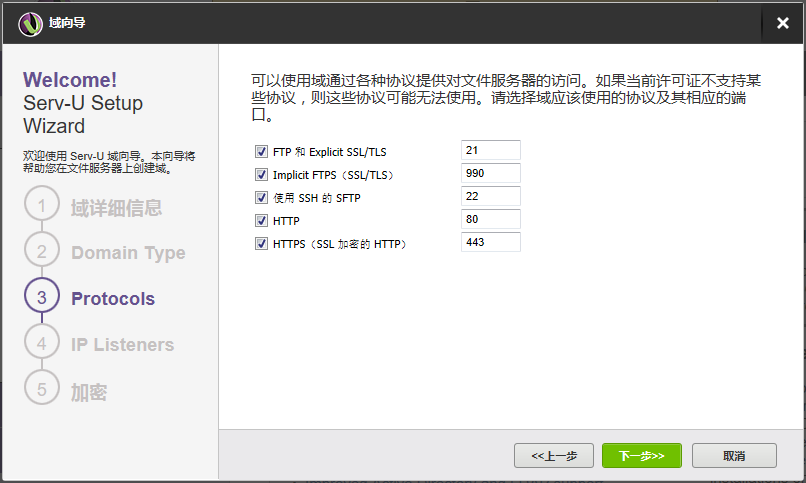 域向导
Welcome!
Serv-U Setup
Wizard
欢迎使用 Serv-U 域向导。本向导将
帮助您在文件服务器上创建域。
1 域详细信息
2 Domain Type
3 Protocols
4 IP Listeners
5 加密
可以使用域通过各种协议提供对文件服务器的访问。如果当前许可证不支持某
些协议，则这些协议可能无法使用。请选择域应该使用的协议及其相应的端
口。
FTP 和 Explicit SSL/TLS 21
Implicit FTPS（SSL/TLS） 990
使用 SSH 的 SFTP 22
HTTP 80
HTTPS（SSL 加密的 HTTP） 443
<<上一步 下一步>> 取消